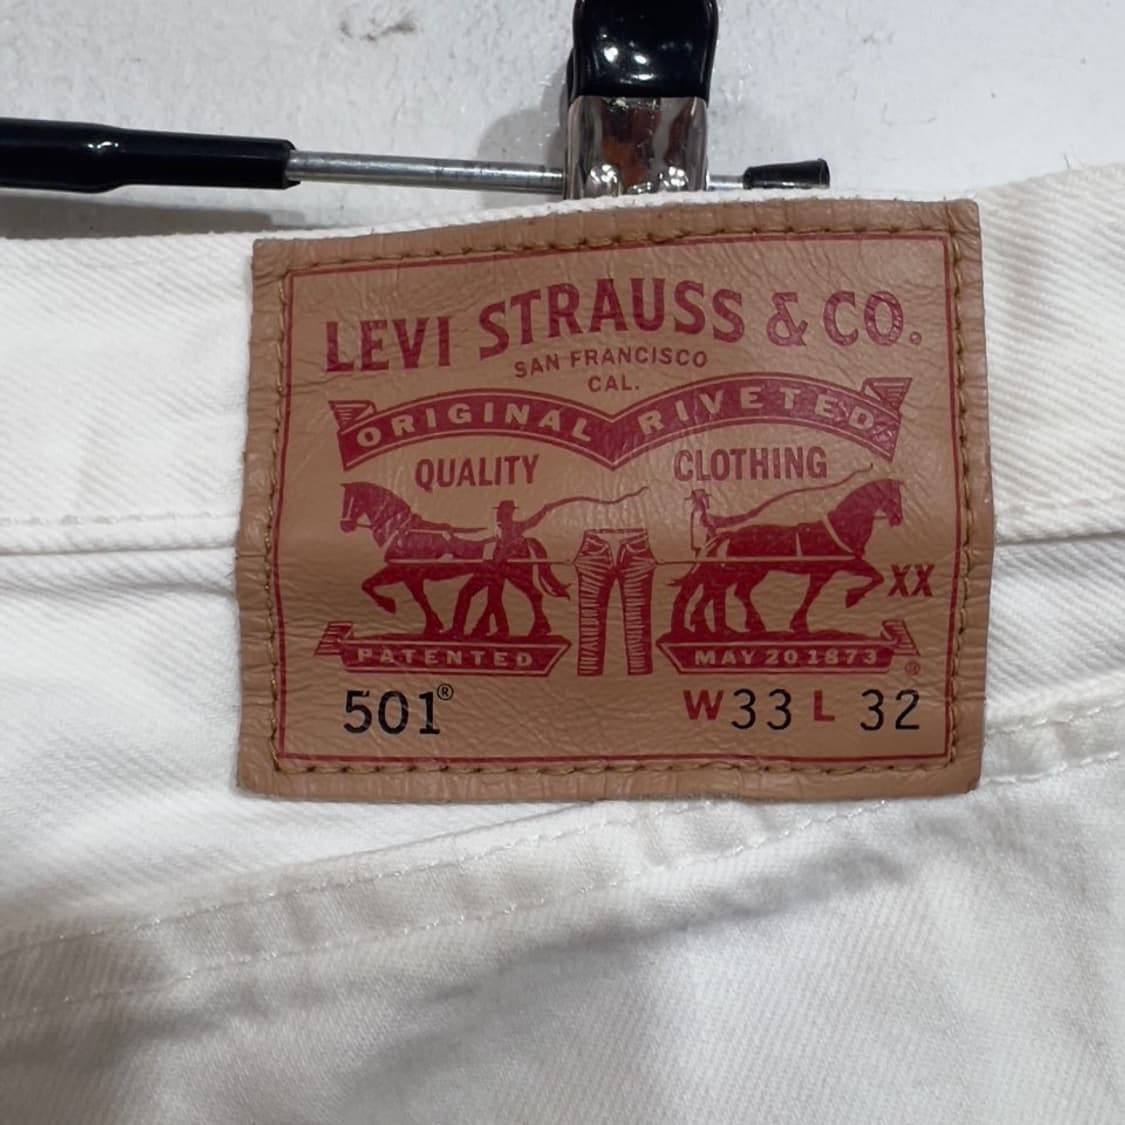 LEVI STRAUSS & CO.
SAN FRANCISCO
CAL.
ORIGINAL RIVETED
QUALITY CLOTHING
XX
PATENTED MAY 20 1873 ®
501® W33 L 32